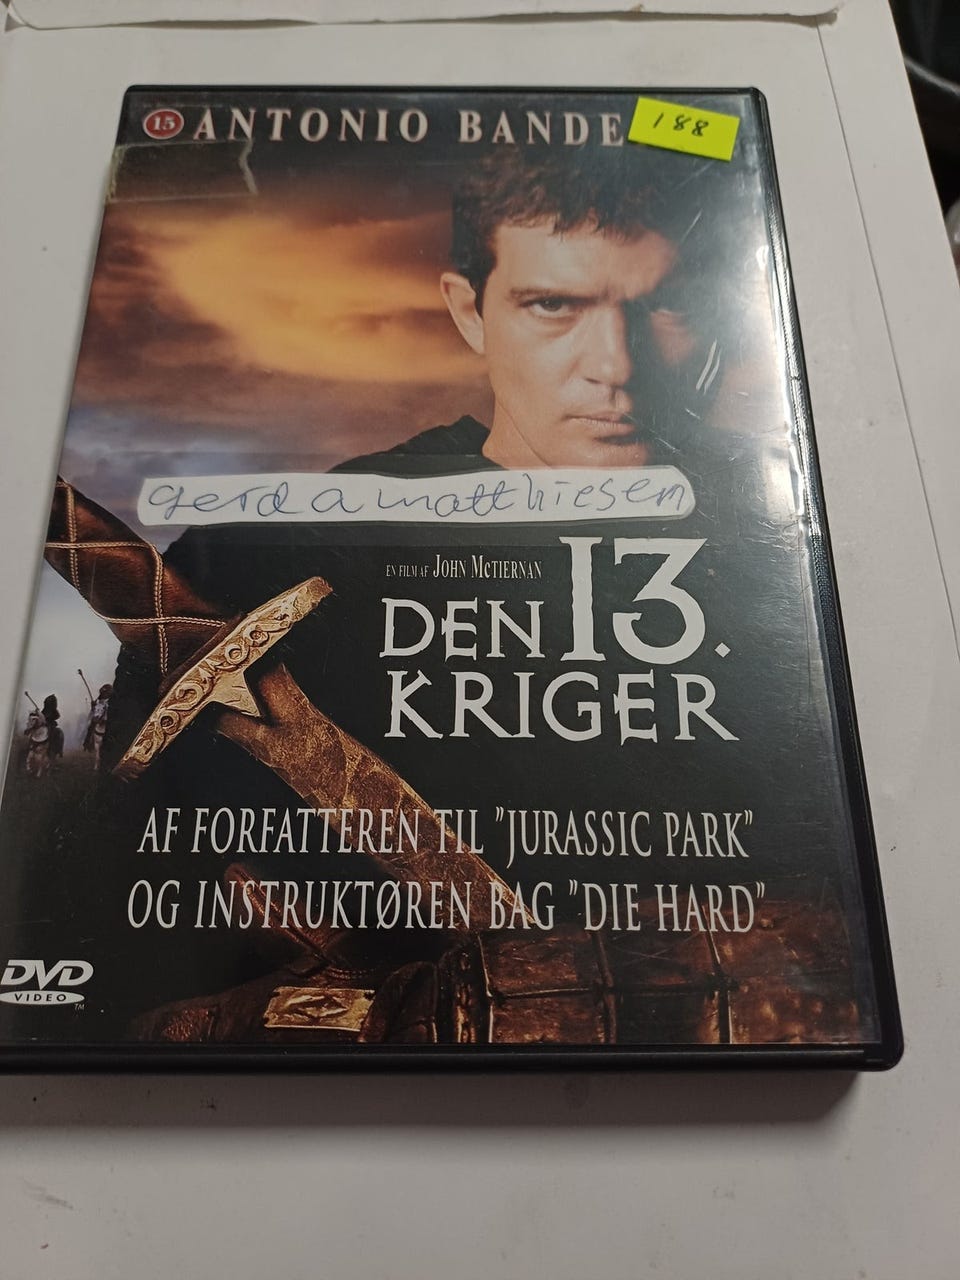 15 ANTONIO BANDE
188
gerda matthiesen
EN FILM AF JOHN MCTIERNAN
DEN 13.
KRIGER
AF FORFATTEREN TIL "JURASSIC PARK"
OG INSTRUKTØREN BAG "DIE HARD"
DVD
VIDEO
TM